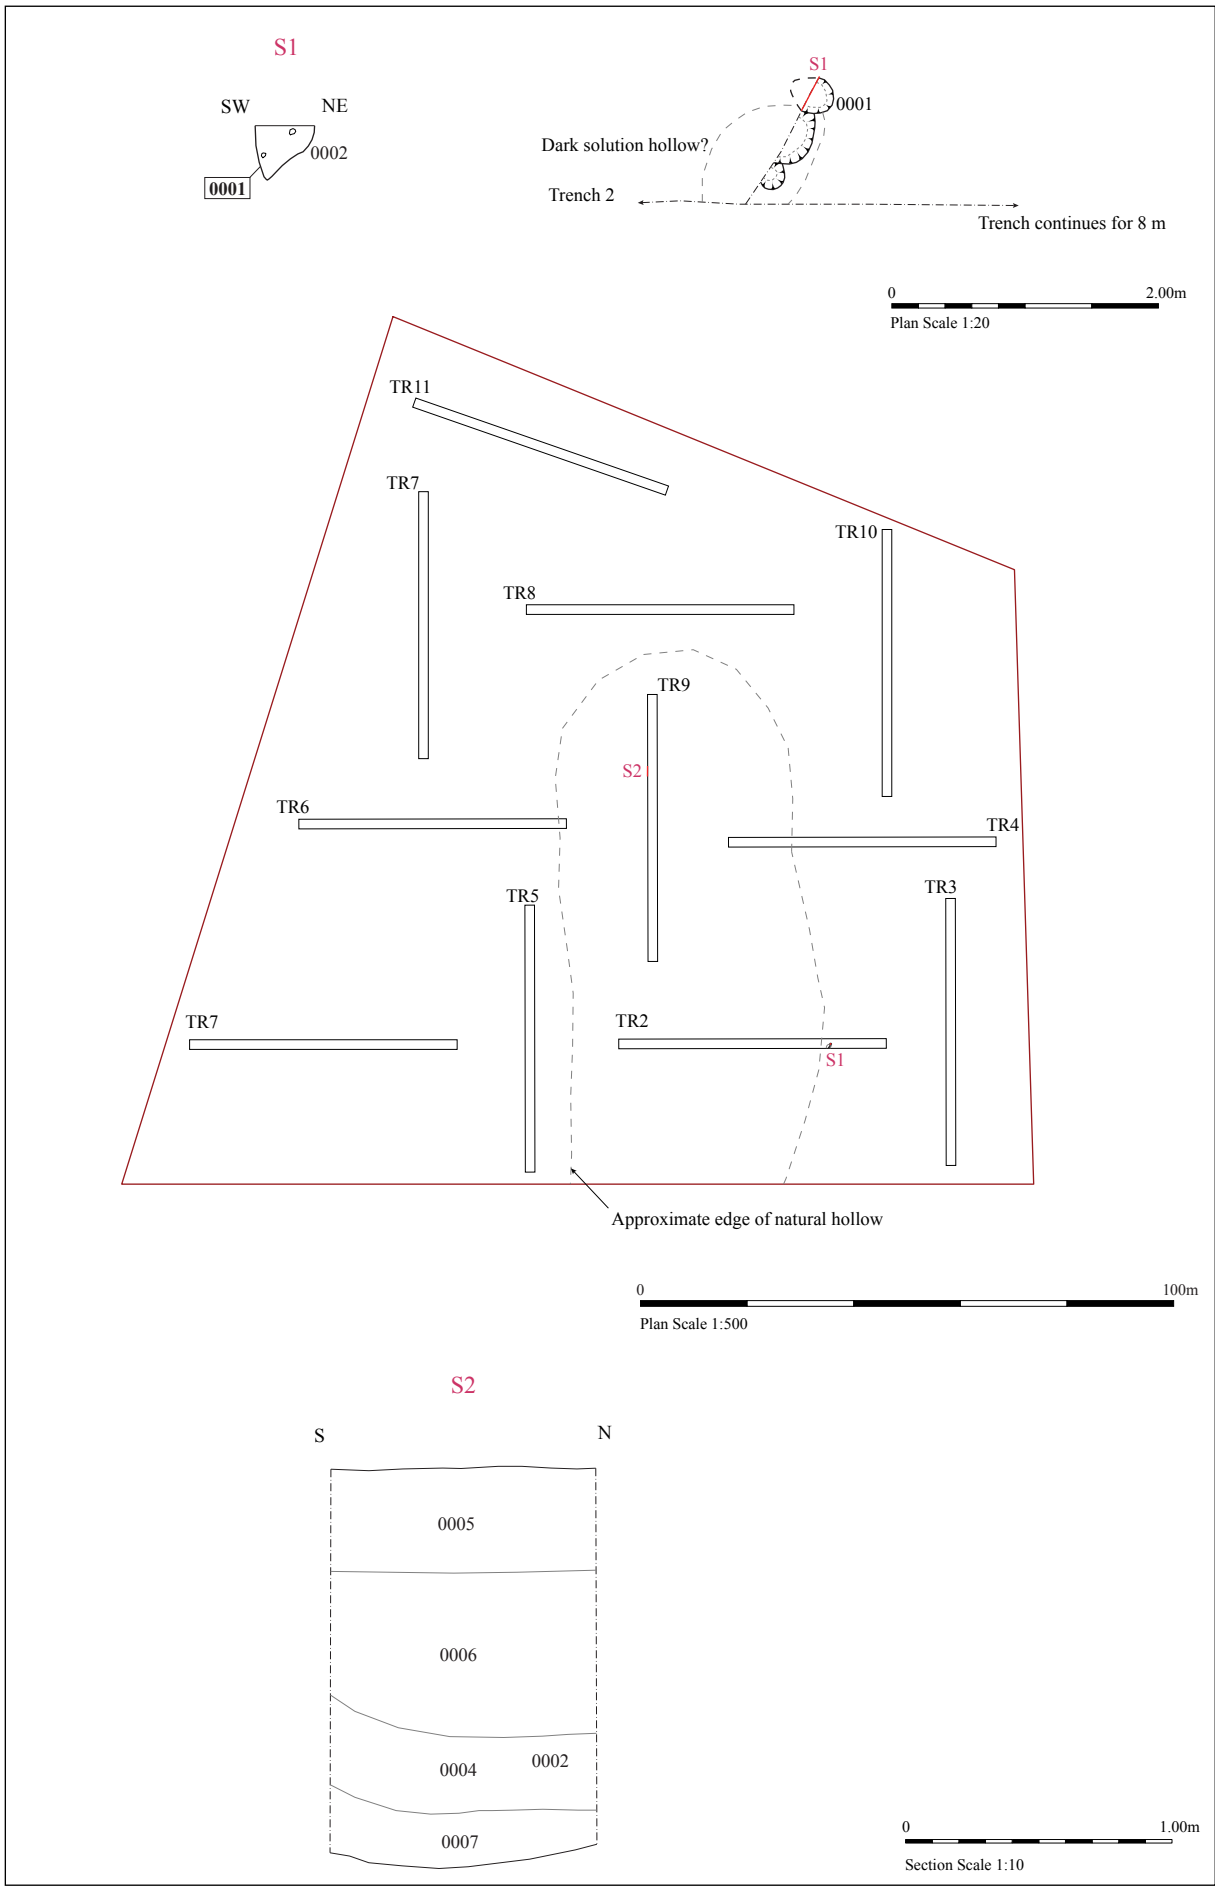 S1
SW NE
0002
0001
S1
0001
Dark solution hollow?
Trench 2
Trench continues for 8 m
0 2.00m
Plan Scale 1:20
TR11
TR7
TR10
TR8
TR9
S2
TR6
TR4
TR3
TR5
TR7
TR2
S1
Approximate edge of natural hollow
0 100m
Plan Scale 1:500
S2
S N
0005
0006
0002
0004
0007
0 1.00m
Section Scale 1:10